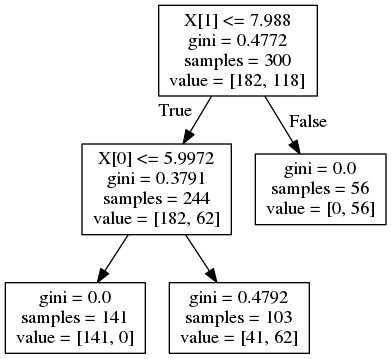 X[1] <= 7.988
gini = 0.4772
samples = 300
value = [182, 118]
True
False
X[0] <= 5.9972
gini = 0.3791
samples = 244
value = [182, 62]
gini = 0.0
samples = 56
value = [0, 56]
gini = 0.0
samples = 141
value = [141, 0]
gini = 0.4792
samples = 103
value = [41, 62]